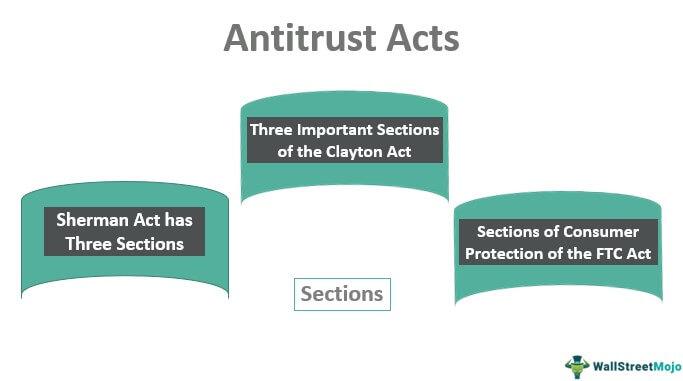 Antitrust Acts
Three Important Sections
of the Clayton Act
Sherman Act has
Three Sections
Sections of Consumer
Protection of the FTC Act
Sections
WallStreetMojo